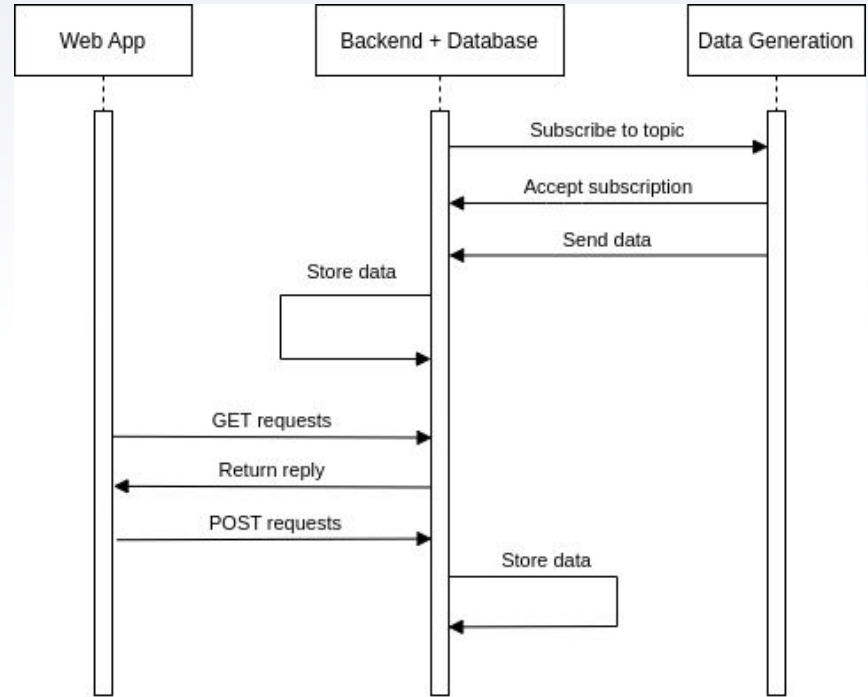 Web App
Backend + Database
Data Generation
Subscribe to topic
Accept subscription
Send data
Store data
GET requests
Return reply
POST requests
Store data